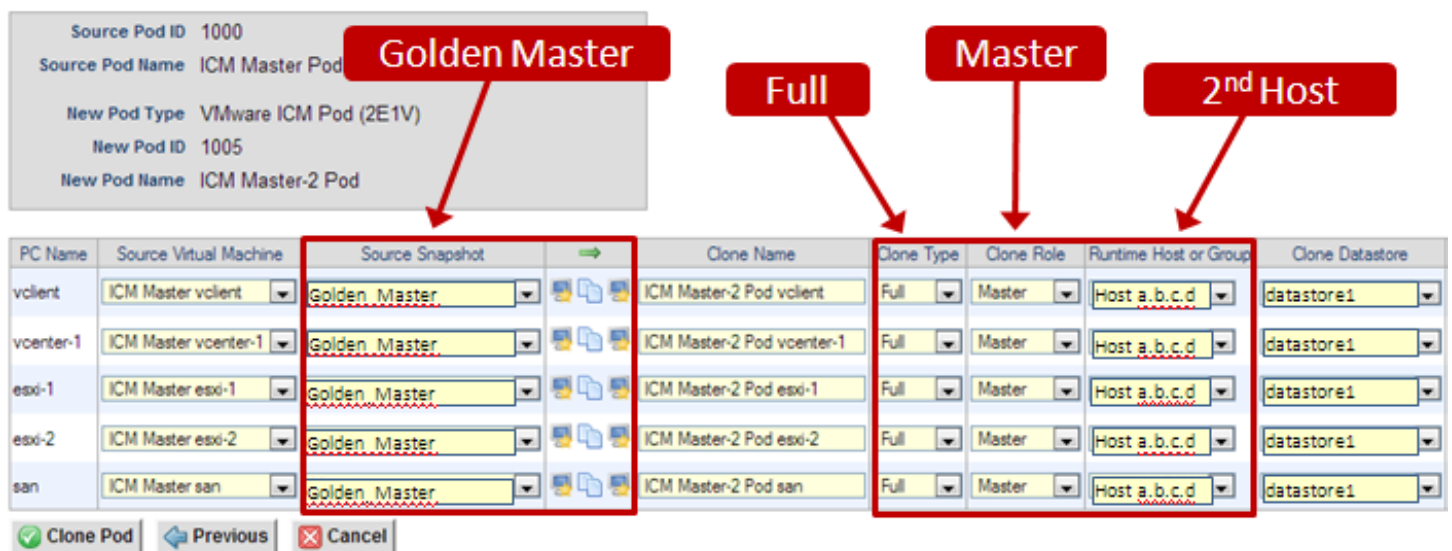 Source Pod ID 1000
Source Pod Name ICM Master Pod
New Pod Type VMware ICM Pod (2E1V)
New Pod ID 1005
New Pod Name ICM Master-2 Pod
Golden Master
Full
Master
2nd Host
PC Name Source Virtual Machine Source Snapshot Clone Name Clone Type Clone Role Runtime Host or Group Clone Datastore
vclient ICM Master vclient Golden_Master ICM Master-2 Pod vclient Full Master Host a.b.c.d datastore1
vcenter-1 ICM Master vcenter-1 Golden_Master ICM Master-2 Pod vcenter-1 Full Master Host a.b.c.d datastore1
esxi-1 ICM Master esxi-1 Golden_Master ICM Master-2 Pod esxi-1 Full Master Host a.b.c.d datastore1
esxi-2 ICM Master esxi-2 Golden_Master ICM Master-2 Pod esxi-2 Full Master Host a.b.c.d datastore1
san ICM Master san Golden_Master ICM Master-2 Pod san Full Master Host a.b.c.d datastore1
Clone Pod Previous Cancel